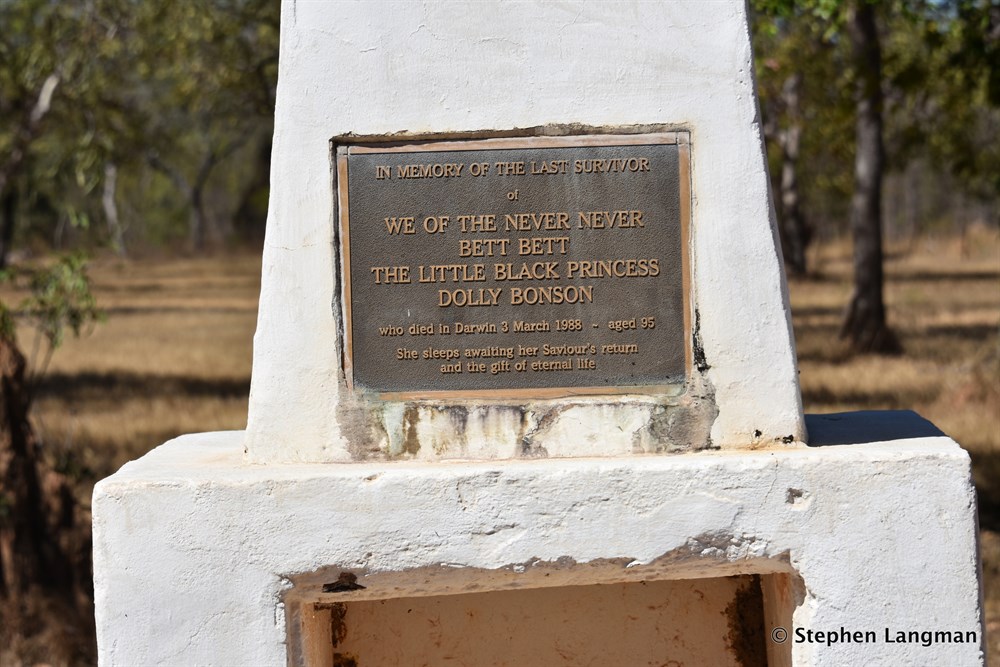 IN MEMORY OF THE LAST SURVIVOR
of
WE OF THE NEVER NEVER
BETT BETT
THE LITTLE BLACK PRINCESS
DOLLY BONSON
who died in Darwin 3 March 1988 - aged 95
She sleeps awaiting her Saviour's return
and the gift of eternal life
© Stephen Langman